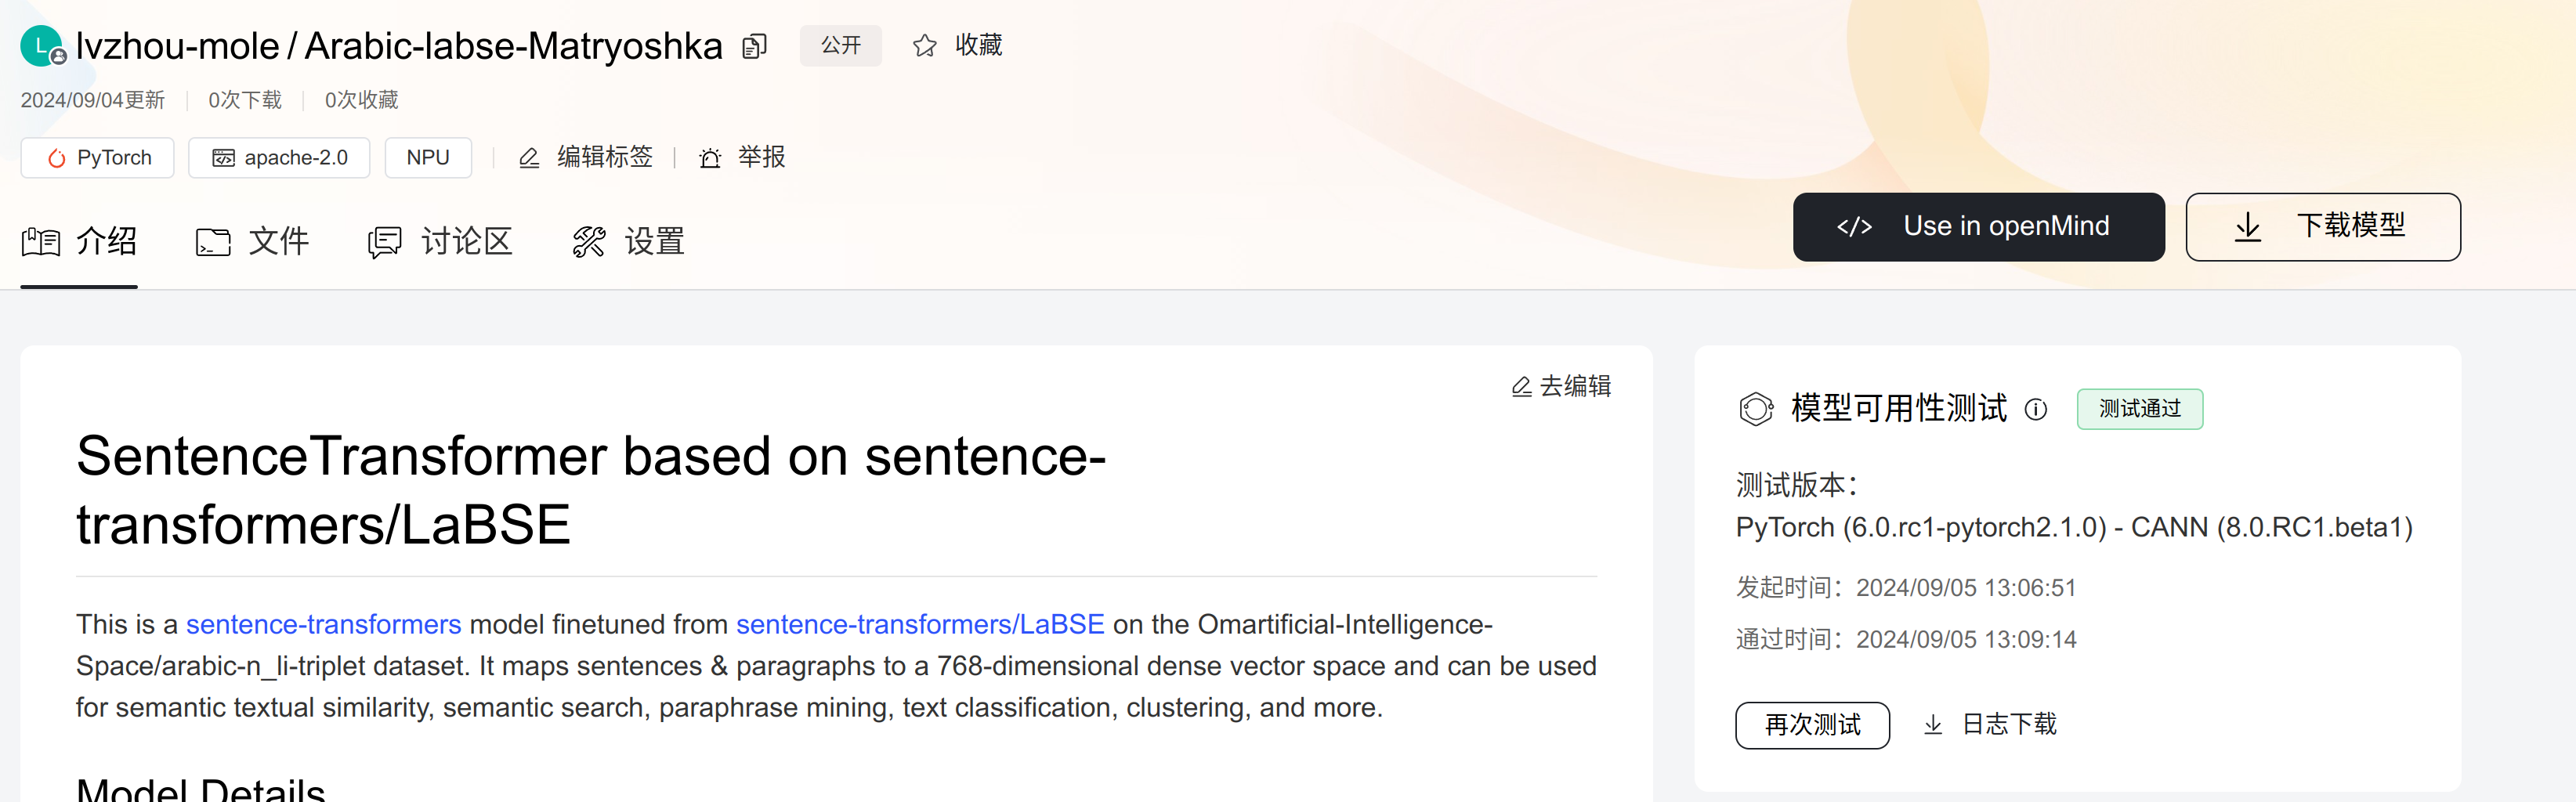 L lvzhou-mole / Arabic-labse-Matryoshka 公开 收藏
2024/09/04更新 | 0次下载 | 0次收藏
PyTorch apache-2.0 NPU | 编辑标签 | 举报
介绍 文件 讨论区 设置
</> Use in openMind 下载模型
去编辑
SentenceTransformer based on sentence-
transformers/LaBSE
This is a sentence-transformers model finetuned from sentence-transformers/LaBSE on the Omartificial-Intelligence-
Space/arabic-n_li-triplet dataset. It maps sentences & paragraphs to a 768-dimensional dense vector space and can be used
for semantic textual similarity, semantic search, paraphrase mining, text classification, clustering, and more.
Model Details
模型可用性测试 测试通过
测试版本：
PyTorch (6.0.rc1-pytorch2.1.0) - CANN (8.0.RC1.beta1)
发起时间：2024/09/05 13:06:51
通过时间：2024/09/05 13:09:14
再次测试 日志下载